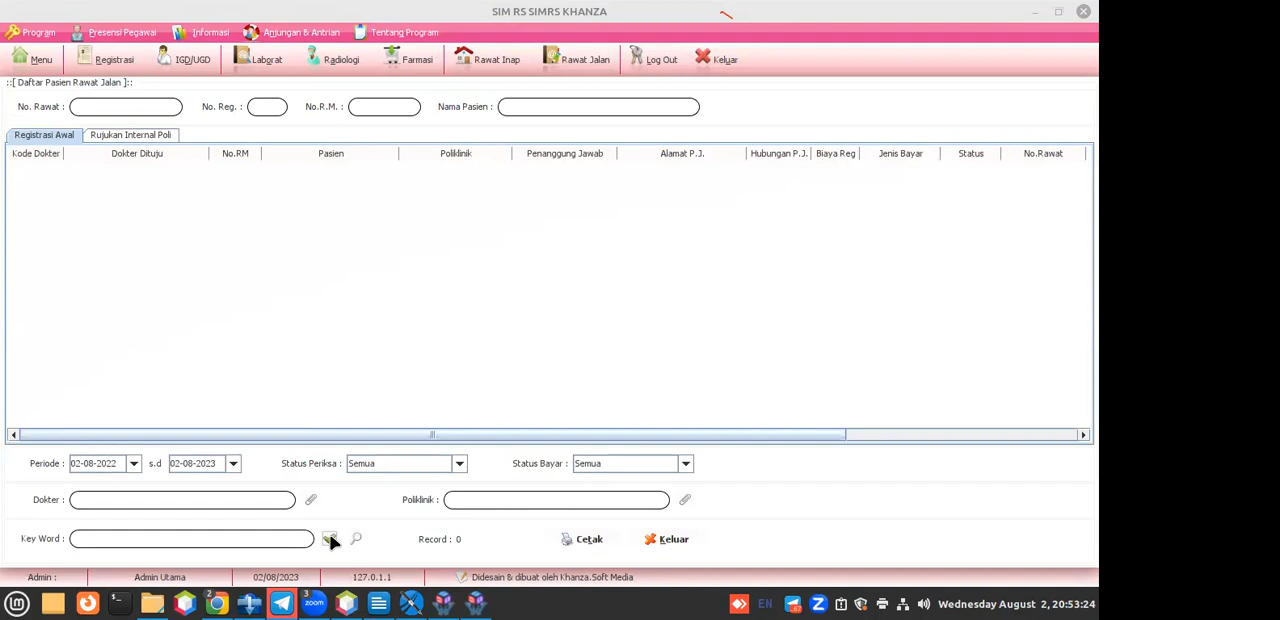 SIM RS SIMRS KHANZA
Program Presensi Pegawai Informasi Anjungan & Antrian Tentang Program
Menu Registrasi IGD/UGD Laborat Radiologi Farmasi Rawat Inap Rawat Jalan Log Out Keluar
::[ Daftar Pasien Rawat Jalan ]::
No. Rawat : No. Reg. : No.R.M. : Nama Pasien :
Registrasi Awal Rujukan Internal Poli
Kode Dokter Dokter Dituju No.RM Pasien Poliklinik Penanggung Jawab Alamat P.J. Hubungan P.J. Biaya Reg Jenis Bayar Status No.Rawat
Periode : 02-08-2022 s.d 02-08-2023 Status Periksa : Semua Status Bayar : Semua
Dokter : Poliklinik :
Key Word : Record : 0 Cetak Keluar
Admin : Admin Utama 02/08/2023 127.0.1.1 Didesain & dibuat oleh Khanza.Soft Media
2 3 zoom EN Z Wednesday August 2, 20:53:24